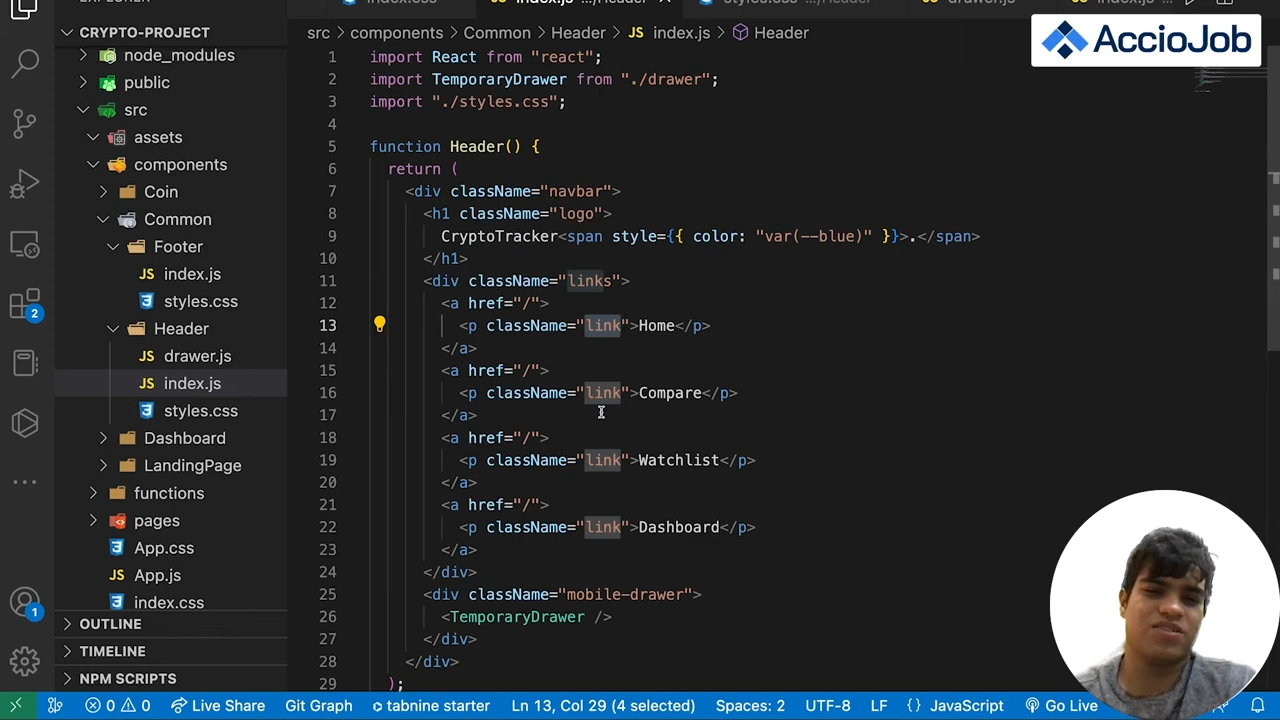 CRYPTO-PROJECT
node_modules
public
src
assets
components
Coin
Common
Footer
index.js
styles.css
Header
drawer.js
index.js
styles.css
Dashboard
LandingPage
functions
pages
App.css
App.js
index.css
OUTLINE
TIMELINE
NPM SCRIPTS
2
1
AccioJob
src > components > Common > Header > JS index.js > Header
1 import React from "react";
2 import TemporaryDrawer from "./drawer";
3 import "./styles.css";
4
5 function Header() {
6 return (
7 <div className="navbar">
8 <h1 className="logo">
9 CryptoTracker<span style={{ color: "var(--blue)" }}>.</span>
10 </h1>
11 <div className="links">
12 <a href="/">
13 <p className="link">Home</p>
14 </a>
15 <a href="/">
16 <p className="link">Compare</p>
17 </a>
18 <a href="/">
19 <p className="link">Watchlist</p>
20 </a>
21 <a href="/">
22 <p className="link">Dashboard</p>
23 </a>
24 </div>
25 <div className="mobile-drawer">
26 <TemporaryDrawer />
27 </div>
28 </div>
29 );
0 0 Live Share Git Graph tabnine starter Ln 13, Col 29 (4 selected) Spaces: 2 UTF-8 LF {} JavaScript Go Live